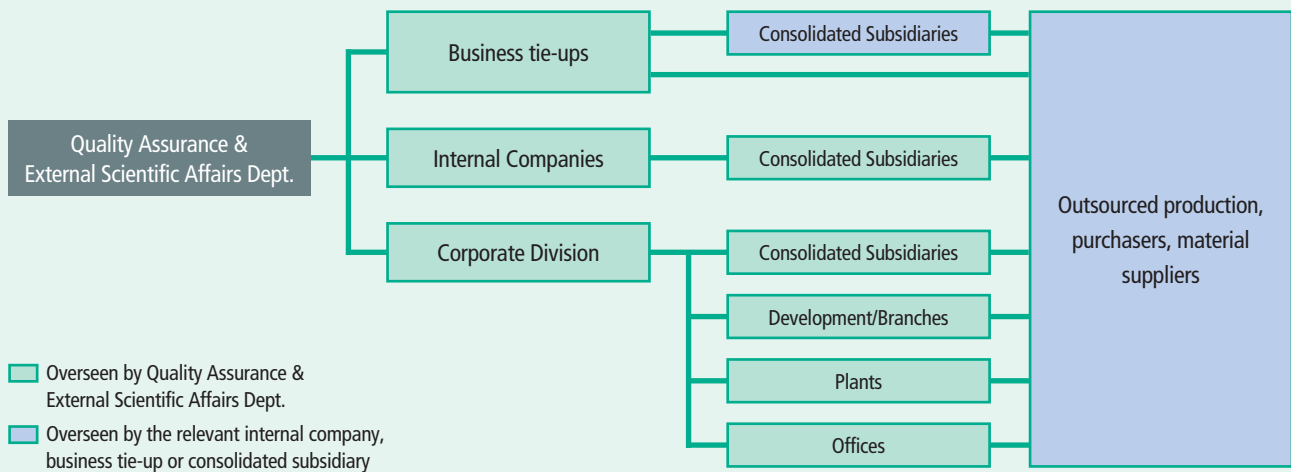 Quality Assurance &
External Scientific Affairs Dept.
Business tie-ups
Internal Companies
Corporate Division
Consolidated Subsidiaries
Consolidated Subsidiaries
Consolidated Subsidiaries
Development/Branches
Plants
Offices
Outsourced production,
purchasers, material
suppliers
Overseen by Quality Assurance &
External Scientific Affairs Dept.
Overseen by the relevant internal company,
business tie-up or consolidated subsidiary